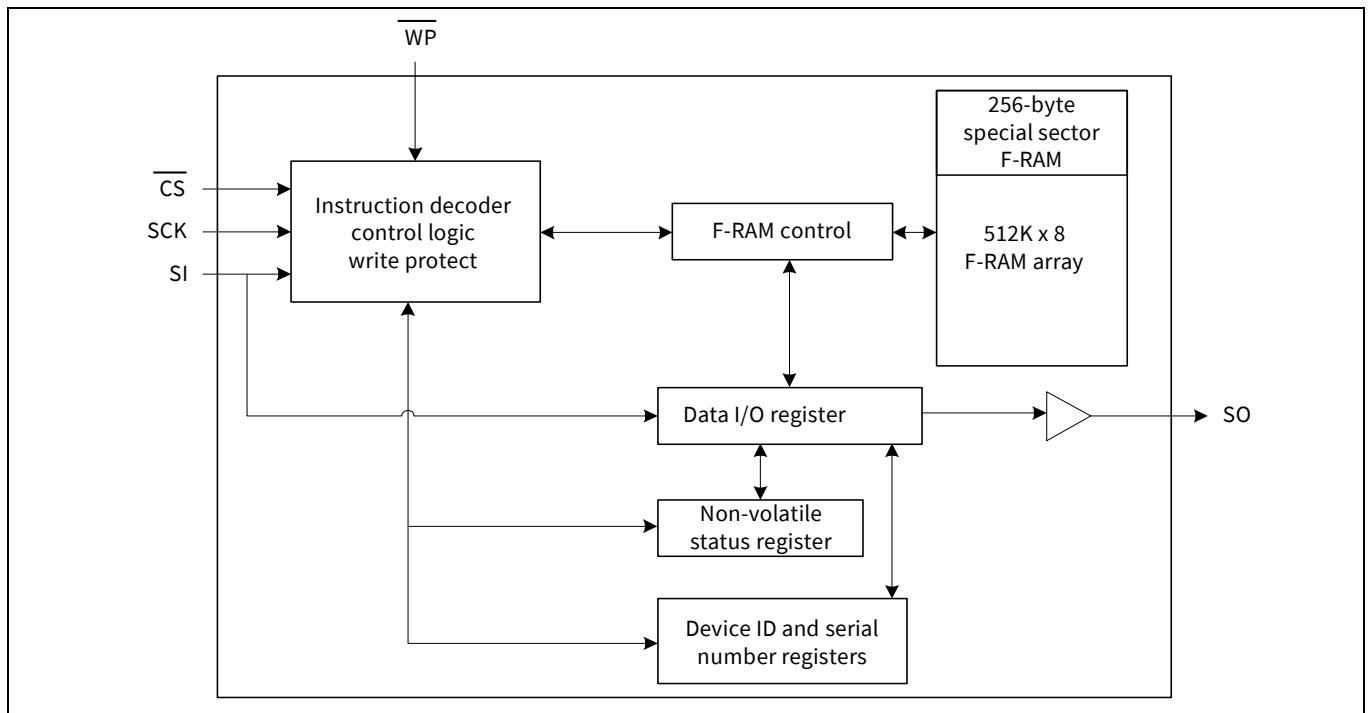 WP
256-byte
special sector
F-RAM
CS
SCK
SI
Instruction decoder
control logic
write protect
F-RAM control
512K x 8
F-RAM array
Data I/O register
SO
Non-volatile
status register
Device ID and serial
number registers